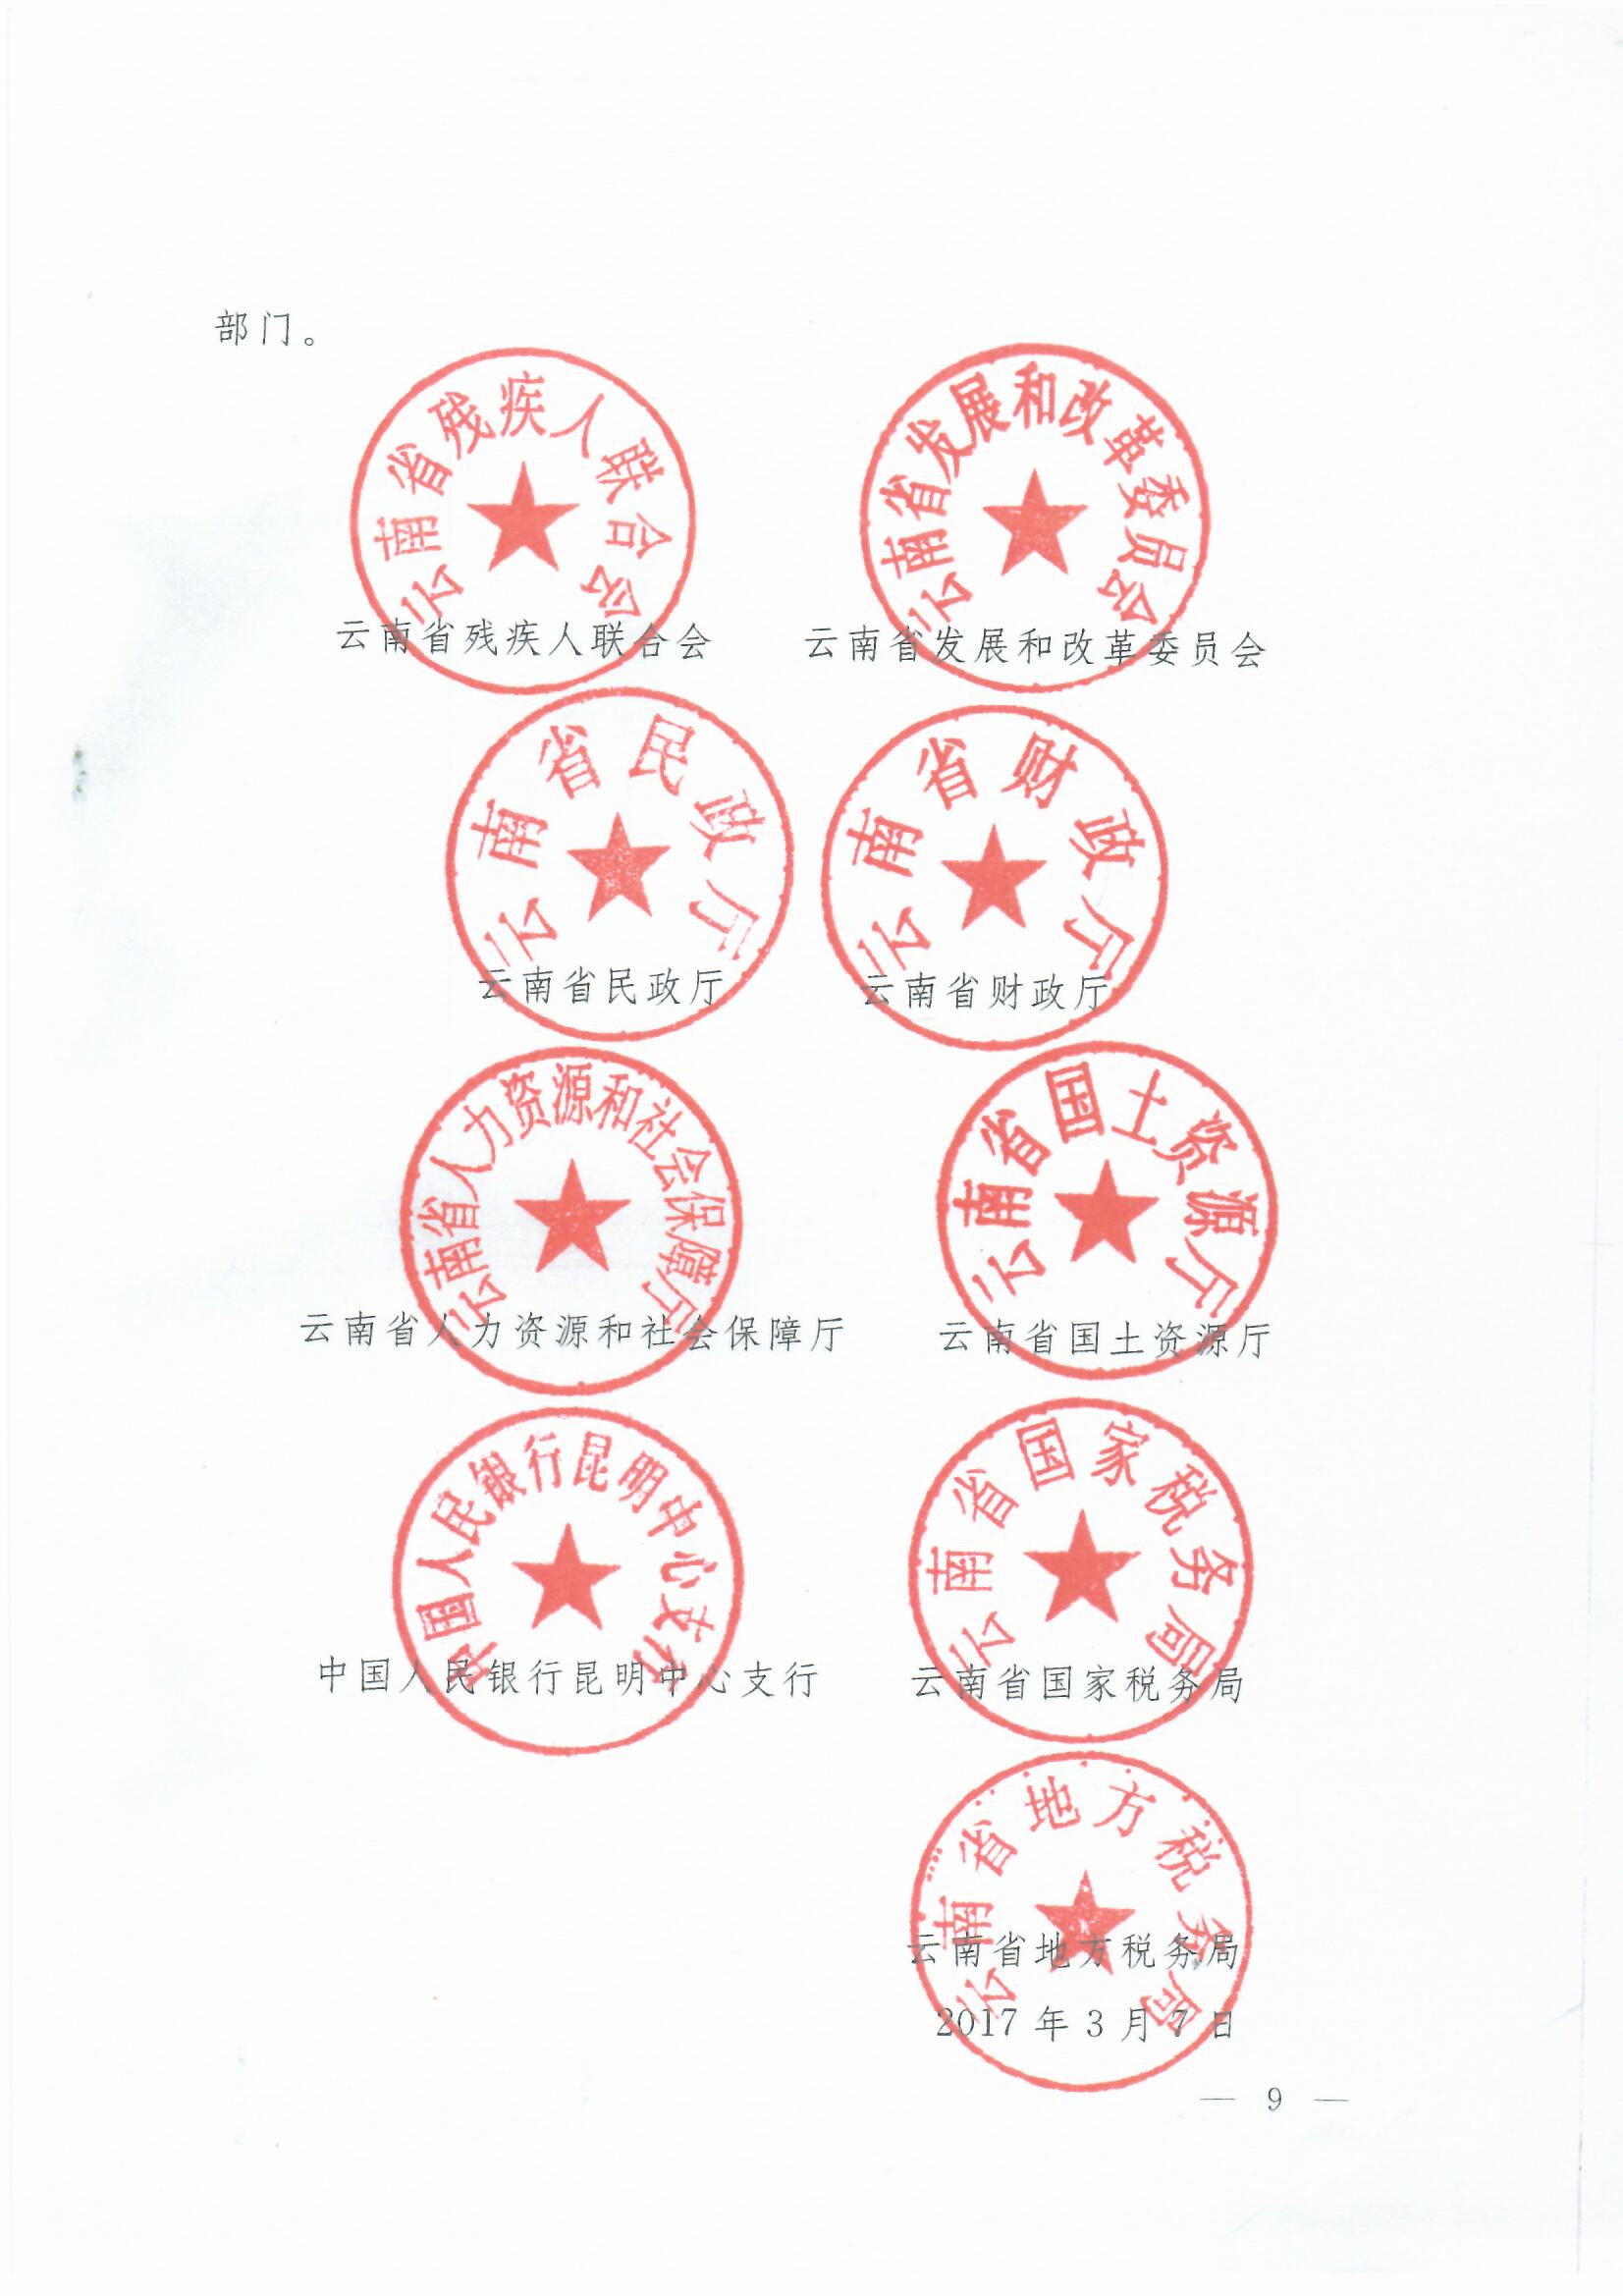 部门。
云南省残疾人联合会
云南省发展和改革委员会
云南省残疾人联合会 云南省发展和改革委员会
云南省民政厅
云南省财政厅
云南省民政厅 云南省财政厅
云南省人力资源和社会保障厅
云南省国土资源厅
云南省人力资源和社会保障厅 云南省国土资源厅
中国人民银行昆明中心支行
云南省国家税务局
中国人民银行昆明中心支行 云南省国家税务局
云南省地方税务局
云南省地方税务局
2017年3月7日
— 9 —